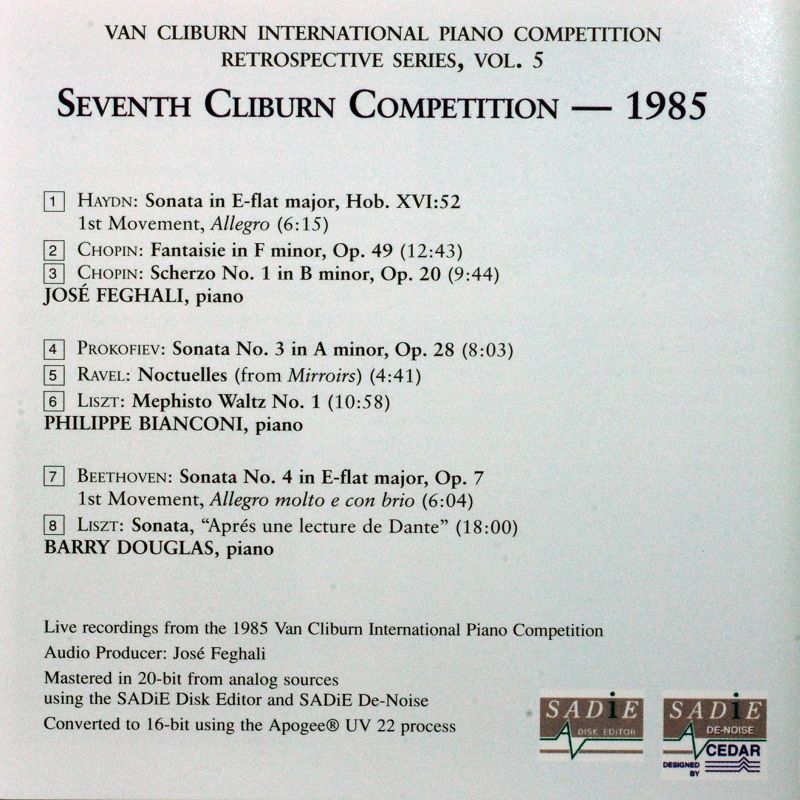 VAN CLIBURN INTERNATIONAL PIANO COMPETITION
RETROSPECTIVE SERIES, VOL. 5
SEVENTH CLIBURN COMPETITION — 1985
1 HAYDN: Sonata in E-flat major, Hob. XVI:52
1st Movement, Allegro (6:15)
2 CHOPIN: Fantaisie in F minor, Op. 49 (12:43)
3 CHOPIN: Scherzo No. 1 in B minor, Op. 20 (9:44)
JOSÉ FEGHALI, piano
4 PROKOFIEV: Sonata No. 3 in A minor, Op. 28 (8:03)
5 RAVEL: Noctuelles (from Mirroirs) (4:41)
6 LISZT: Mephisto Waltz No. 1 (10:58)
PHILIPPE BIANCONI, piano
7 BEETHOVEN: Sonata No. 4 in E-flat major, Op. 7
1st Movement, Allegro molto e con brio (6:04)
8 LISZT: Sonata, “Aprés une lecture de Dante” (18:00)
BARRY DOUGLAS, piano
Live recordings from the 1985 Van Cliburn International Piano Competition
Audio Producer: José Feghali
Mastered in 20-bit from analog sources
using the SADiE Disk Editor and SADiE De-Noise
Converted to 16-bit using the Apogee® UV 22 process
SADiE
DISK EDITOR
SADiE
DE-NOISE
DESIGNED BY CEDAR